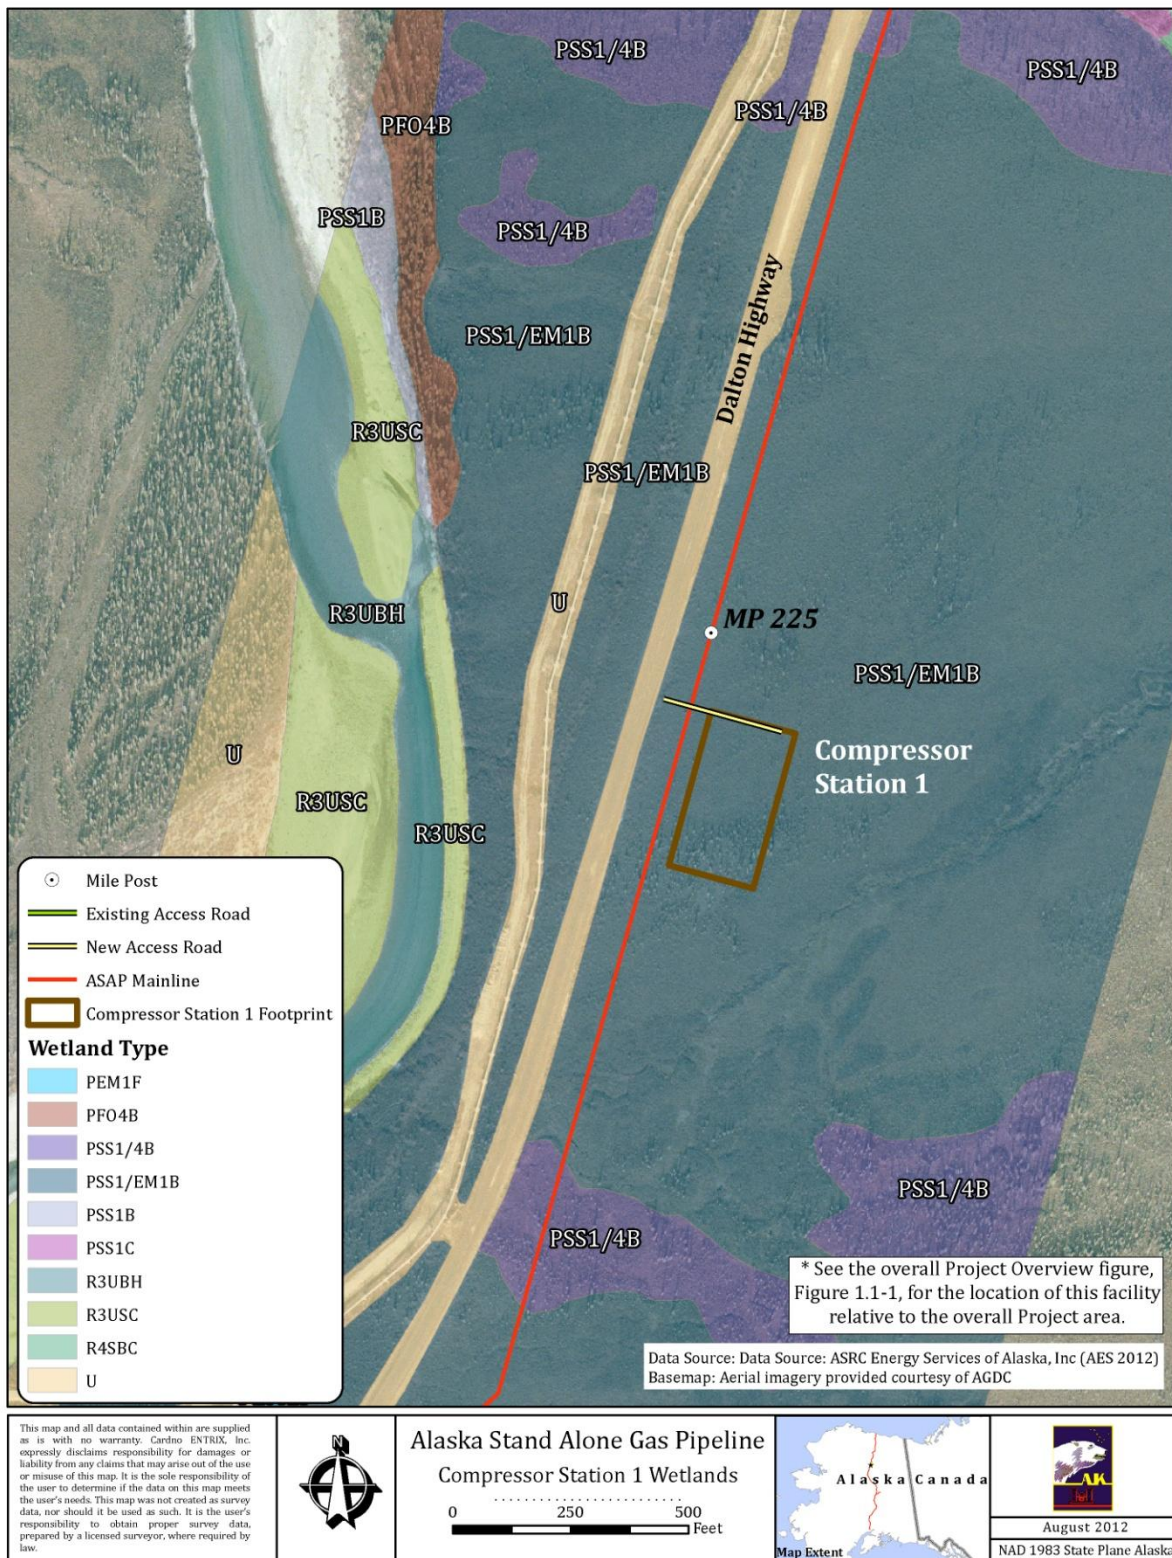 PSS1/4B
PSS1/4B
PSS1/4B
PFO4B
PSS1B
PSS1/4B
Dalton Highway
PSS1/EM1B
R3USC
PSS1/EM1B
U
R3UBH
MP 225
PSS1/EM1B
U
Compressor
Station 1
R3USC
R3USC
Mile Post
Existing Access Road
New Access Road
ASAP Mainline
Compressor Station 1 Footprint
Wetland Type
PEM1F
PFO4B
PSS1/4B
PSS1/EM1B
PSS1B
PSS1C
R3UBH
R3USC
R4SBC
U
PSS1/4B
PSS1/4B
* See the overall Project Overview figure,
Figure 1.1-1, for the location of this facility
relative to the overall Project area.
Data Source: Data Source: ASRC Energy Services of Alaska, Inc (AES 2012)
Basemap: Aerial imagery provided courtesy of AGDC
This map and all data contained within are supplied
as is with no warranty. Cardno ENTRIX, Inc.
expressly disclaims responsibility for damages or
liability from any claims that may arise out of the use
or misuse of this map. It is the sole responsibility of
the user to determine if the data on this map meets
the user's needs. This map was not created as survey
data, nor should it be used as such. It is the user's
responsibility to obtain proper survey data,
prepared by a licensed surveyor, where required by
law.
N
Alaska Stand Alone Gas Pipeline
Compressor Station 1 Wetlands
0 250 500
Feet
Alaska Canada
Map Extent
AK
August 2012
NAD 1983 State Plane Alaska